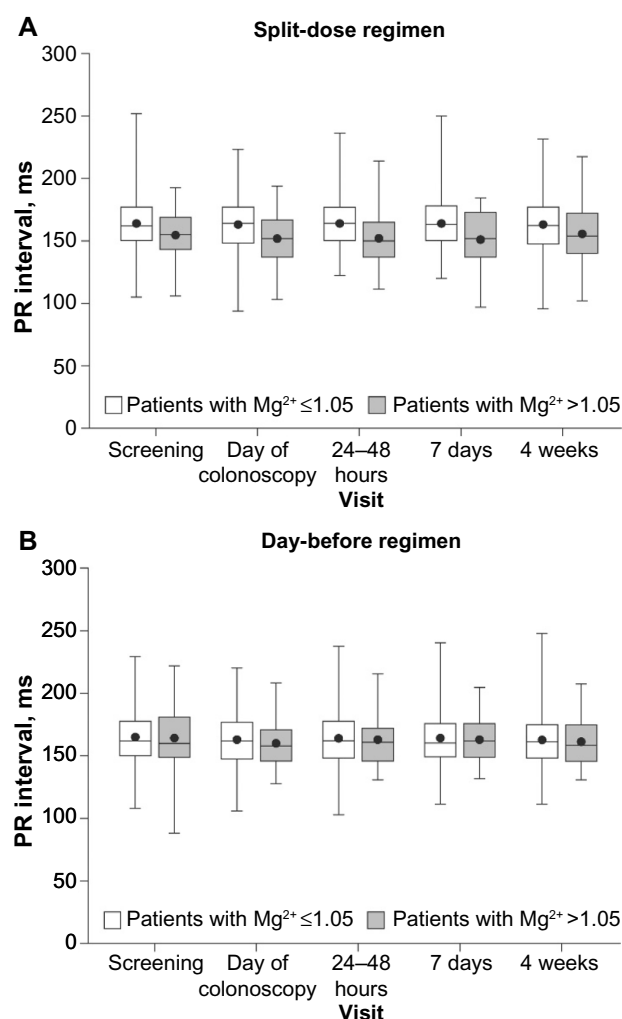 A
Split-dose regimen
300
250
200
150
100
50
0
PR interval, ms
Patients with Mg²⁺ ≤1.05
Patients with Mg²⁺ >1.05
Screening
Day of
colonoscopy
24–48
hours
7 days
4 weeks
Visit
B
Day-before regimen
300
250
200
150
100
50
0
PR interval, ms
Patients with Mg²⁺ ≤1.05
Patients with Mg²⁺ >1.05
Screening
Day of
colonoscopy
24–48
hours
7 days
4 weeks
Visit